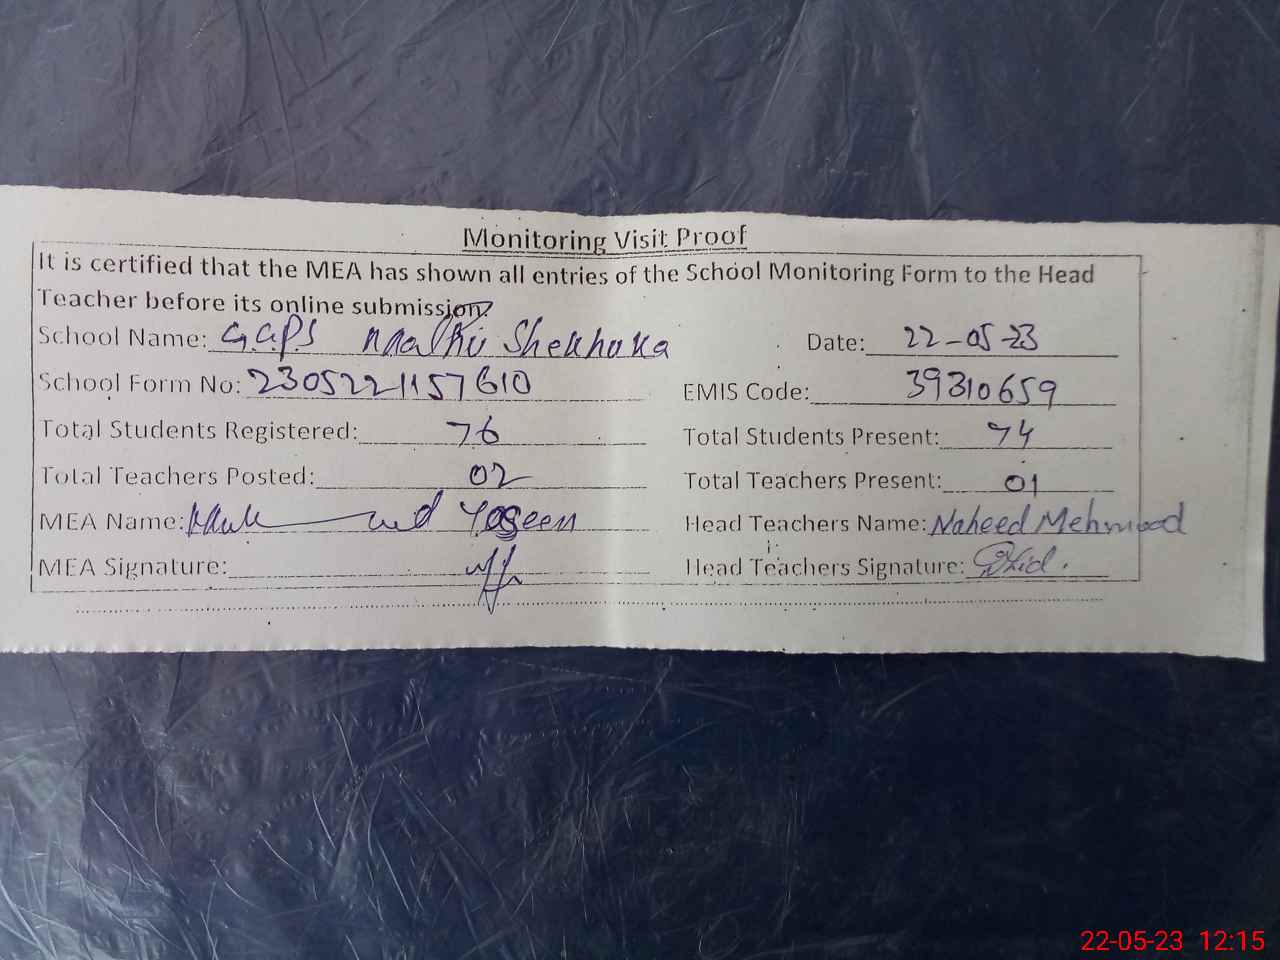 Monitoring Visit Proof
It is certified that the MEA has shown all entries of the School Monitoring Form to the Head
Teacher before its online submission.
School Name: G.G.P.S Shekhuka Date: 22-05-23
School Form No: 2305221157610 EMIS Code: 39310659
Total Students Registered: 76 Total Students Present: 74
Total Teachers Posted: 02 Total Teachers Present: 01
MEA Name: Yaseen Head Teachers Name: Naheed Mehmood
MEA Signature: Head Teachers Signature:
22-05-23 12:15